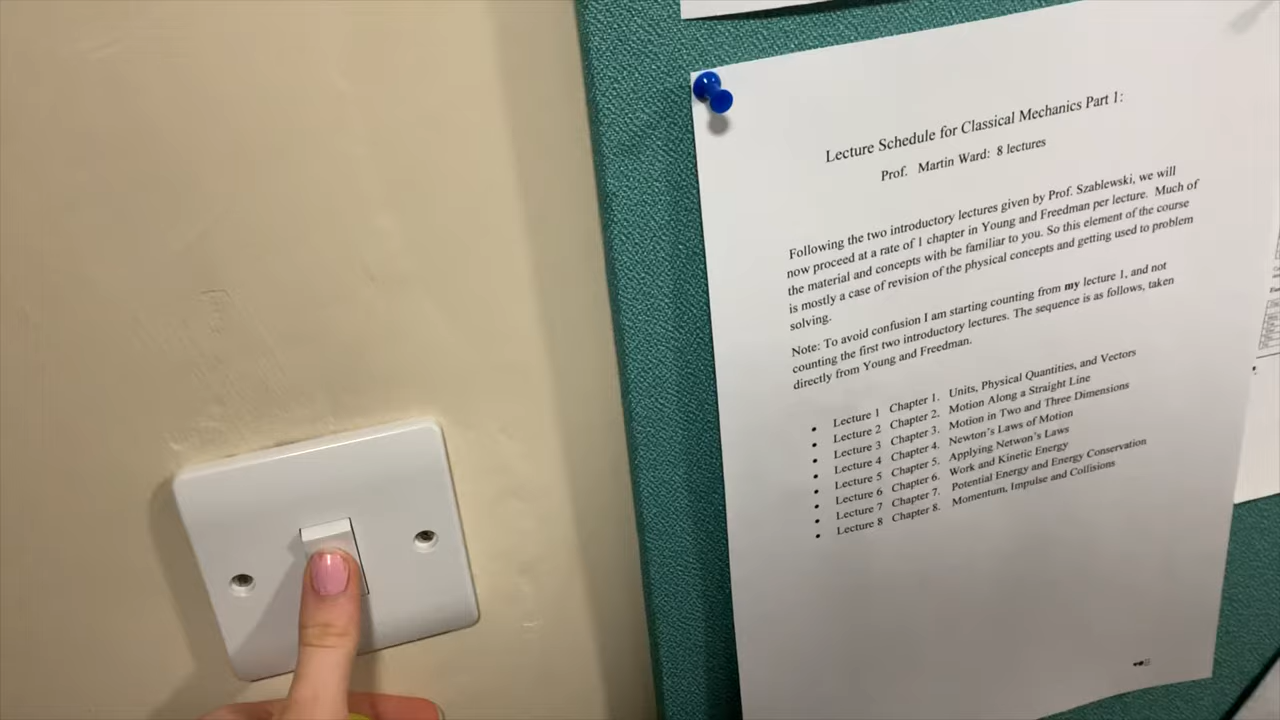 Lecture Schedule for Classical Mechanics Part 1:
Prof. Martin Ward: 8 lectures
Following the two introductory lectures given by Prof. Szablewski, we will
now proceed at a rate of 1 chapter in Young and Freedman per lecture. Much of
the material and concepts with be familiar to you. So this element of the course
is mostly a case of revision of the physical concepts and getting used to problem
solving.
Note: To avoid confusion I am starting counting from my lecture 1, and not
counting the first two introductory lectures. The sequence is as follows, taken
directly from Young and Freedman.
• Lecture 1 Chapter 1. Units, Physical Quantities, and Vectors
• Lecture 2 Chapter 2. Motion Along a Straight Line
• Lecture 3 Chapter 3. Motion in Two and Three Dimensions
• Lecture 4 Chapter 4. Newton's Laws of Motion
• Lecture 5 Chapter 5. Applying Netwon's Laws
• Lecture 6 Chapter 6. Work and Kinetic Energy
• Lecture 7 Chapter 7. Potential Energy and Energy Conservation
• Lecture 8 Chapter 8. Momentum, Impulse and Collisions